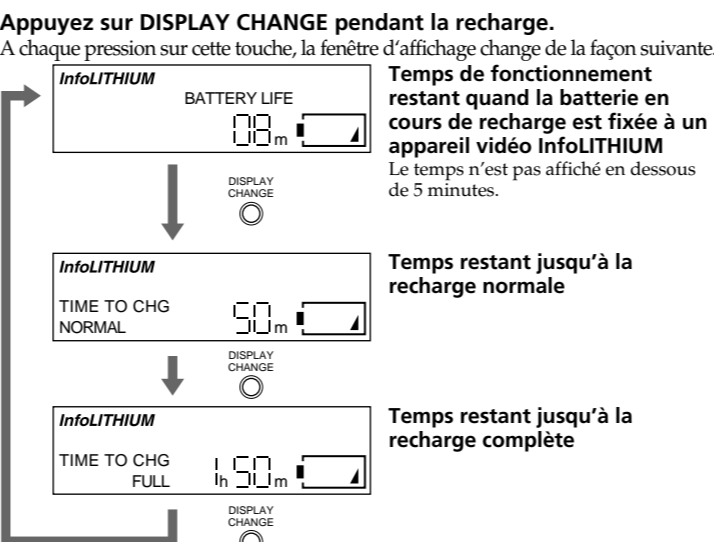 Appuyez sur DISPLAY CHANGE pendant la recharge.
A chaque pression sur cette touche, la fenêtre d‘affichage change de la façon suivante.
InfoLITHIUM
BATTERY LIFE
08m
Temps de fonctionnement
restant quand la batterie en
cours de recharge est fixée à un
appareil vidéo InfoLITHIUM
Le temps n’est pas affiché en dessous
de 5 minutes.
DISPLAY
CHANGE
InfoLITHIUM
TIME TO CHG
NORMAL 50m
Temps restant jusqu’à la
recharge normale
DISPLAY
CHANGE
InfoLITHIUM
TIME TO CHG
FULL 1h 50m
Temps restant jusqu’à la
recharge complète
DISPLAY
CHANGE